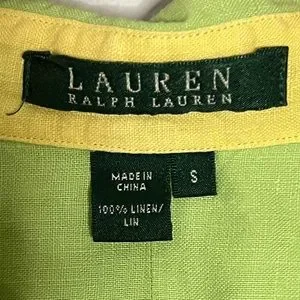 LAUREN
RALPH LAUREN
MADE IN
CHINA
S
100% LINEN/
LIN